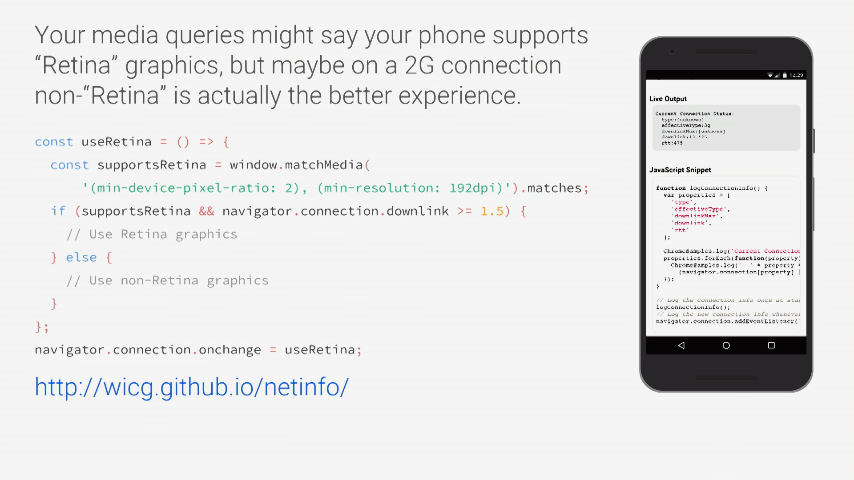 Your media queries might say your phone supports
“Retina” graphics, but maybe on a 2G connection
non-“Retina” is actually the better experience.
const useRetina = () => {
const supportsRetina = window.matchMedia(
'(min-device-pixel-ratio: 2), (min-resolution: 192dpi)').matches;
if (supportsRetina && navigator.connection.downlink >= 1.5) {
// Use Retina graphics
} else {
// Use non-Retina graphics
}
};
navigator.connection.onchange = useRetina;
http://wicg.github.io/netinfo/
12:29
Live Output
Current Connection Status:
type:[unknown]
effectiveType:3g
downlinkMax:[unknown]
rtt:475
JavaScript Snippet
function logConnectionInfo() {
var properties = [
'type',
'effectiveType',
'downlinkMax',
'downlink',
'rtt'
];
ChromeSamples.log('Current Connection
properties.forEach(function(property)
ChromeSamples.log(' ' + property +
(navigator.connection[property] |
});
}
// Log the connection info once at star
logConnectionInfo();
// Log the new connection info whenever
navigator.connection.addEventListener('